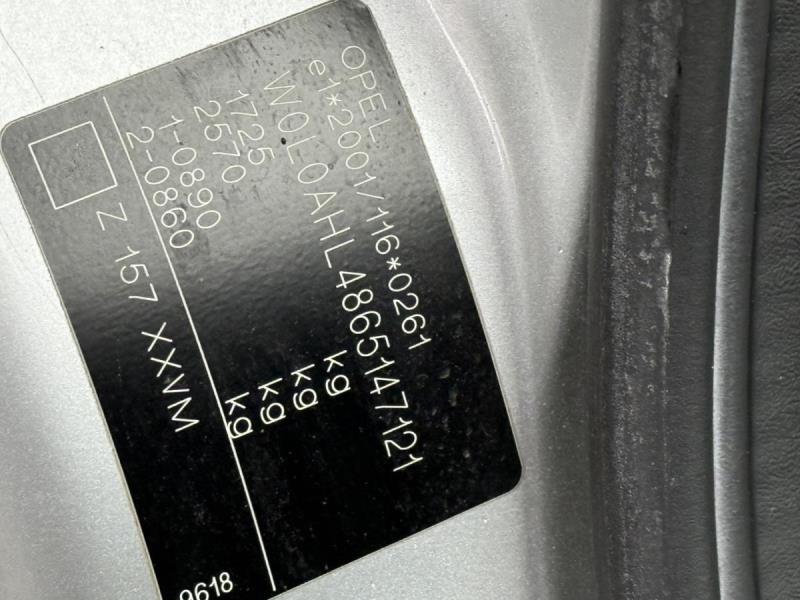 OPEL
e1*2001/116*0261
W0L0AHL4865147121
1725 kg
2570 kg
1-0890 kg
2-0860 kg
Z 157 XXVM
9618